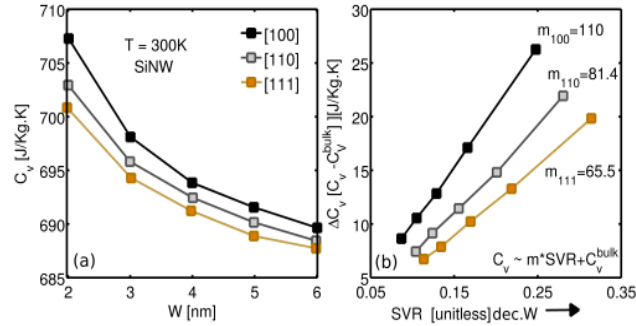 710
705
700
695
690
685
C_v [J/Kg.K]
T = 300K
SiNW
[100]
[110]
[111]
(a)
2
3
4
5
6
W [nm]
30
25
20
15
10
5
ΔC_v [C_v -C_V^bulk] ][J/Kg.K]
m_100=110
m_110=81.4
m_111=65.5
(b)
C_v ~ m*SVR+C_v^bulk
0.05
0.15
0.25
0.35
SVR [unitless] dec.W